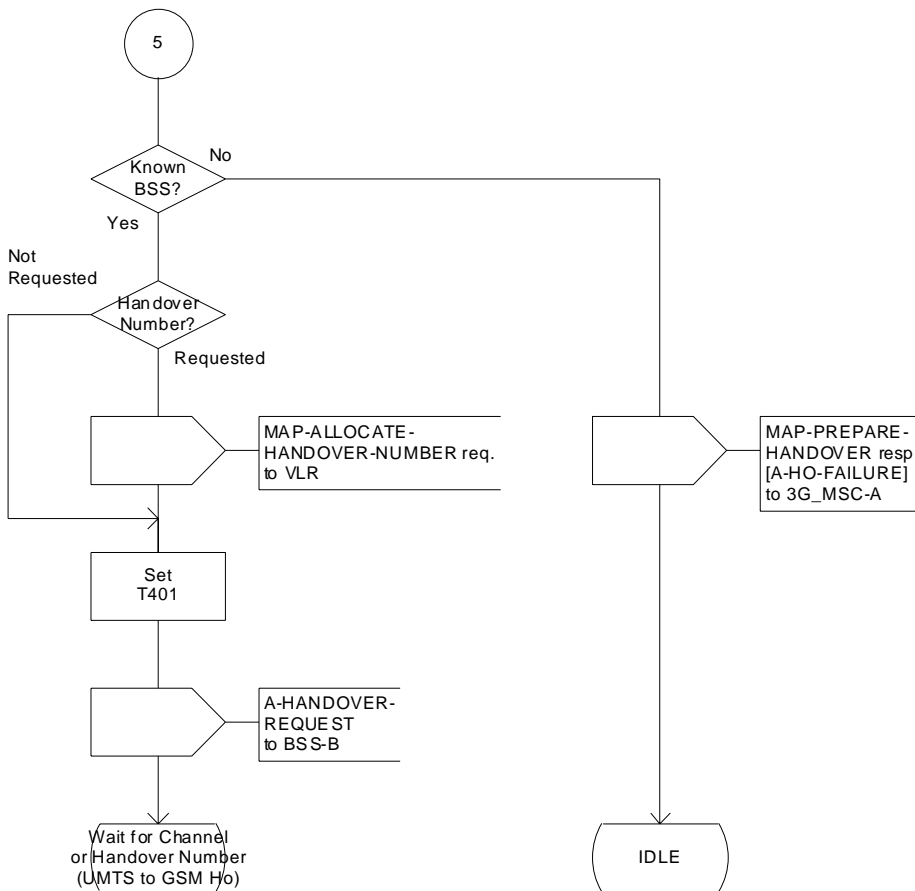 5
Known
BSS?
No
Yes
Not
Requested
Handover
Number?
Requested
MAP-ALLOCATE-
HANDOVER-NUMBER req.
to VLR
MAP-PREPARE-
HANDOVER resp
[A-HO-FAILURE]
to 3G_MSC-A
Set
T401
A-HANDOVER-
REQUEST
to BSS-B
Wait for Channel
or Handover Number
(UMTS to GSM Ho)
IDLE